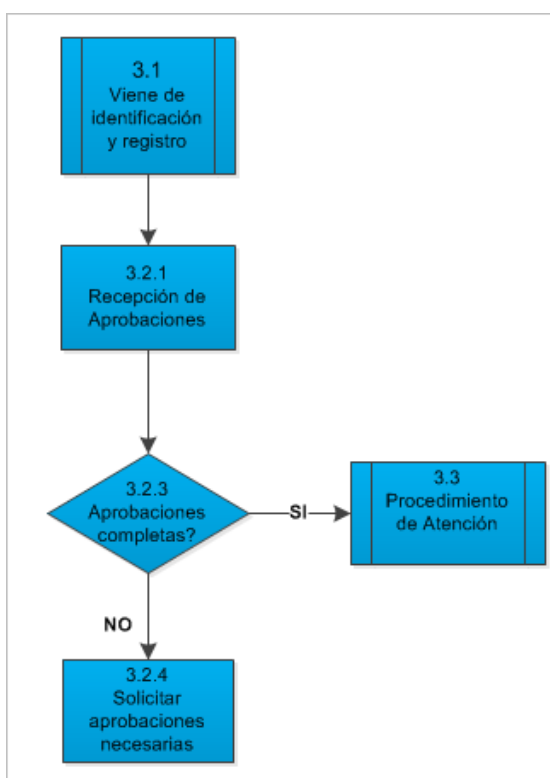 3.1
Viene de
identificación
y registro
3.2.1
Recepción de
Aprobaciones
3.2.3
Aprobaciones
completas?
SI
3.3
Procedimiento
de Atención
NO
3.2.4
Solicitar
aprobaciones
necesarias